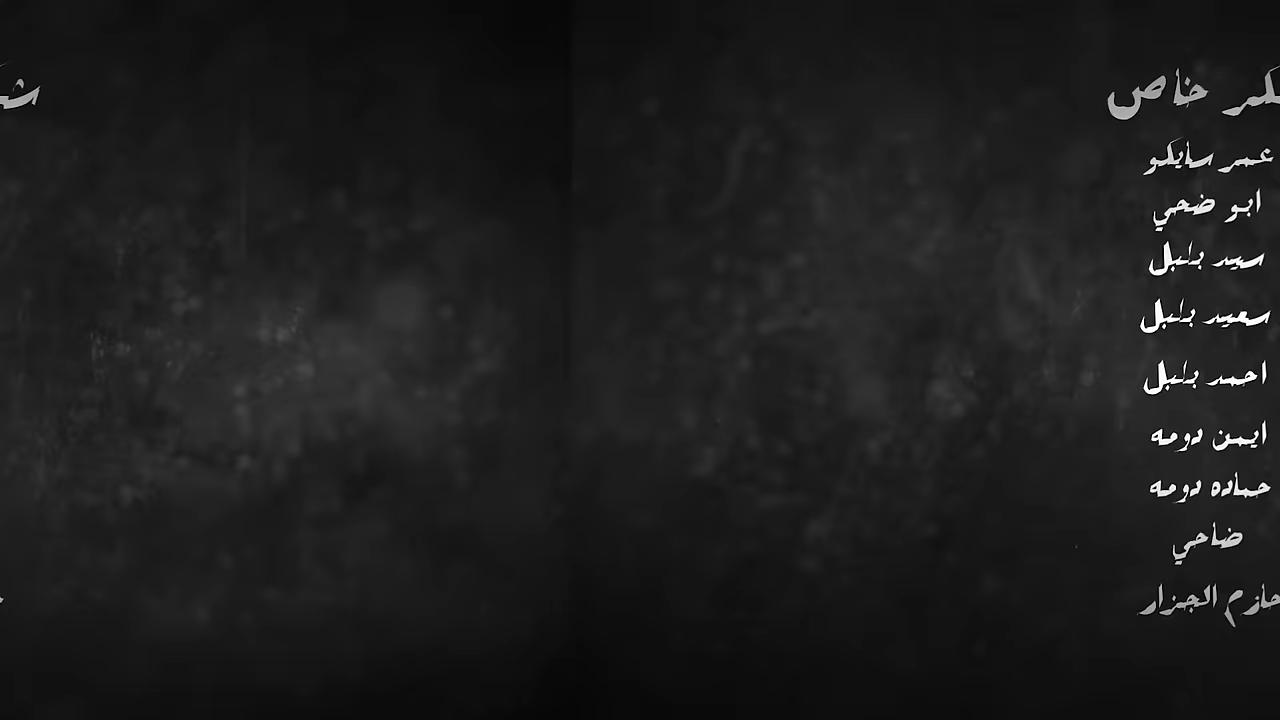 شكر خاص
عمر سايكو
ابو ضحي
سيد بلبل
سعيد بلبل
احمد بلبل
ايمن دومه
حماده دومه
ضاحي
حازم الجزار